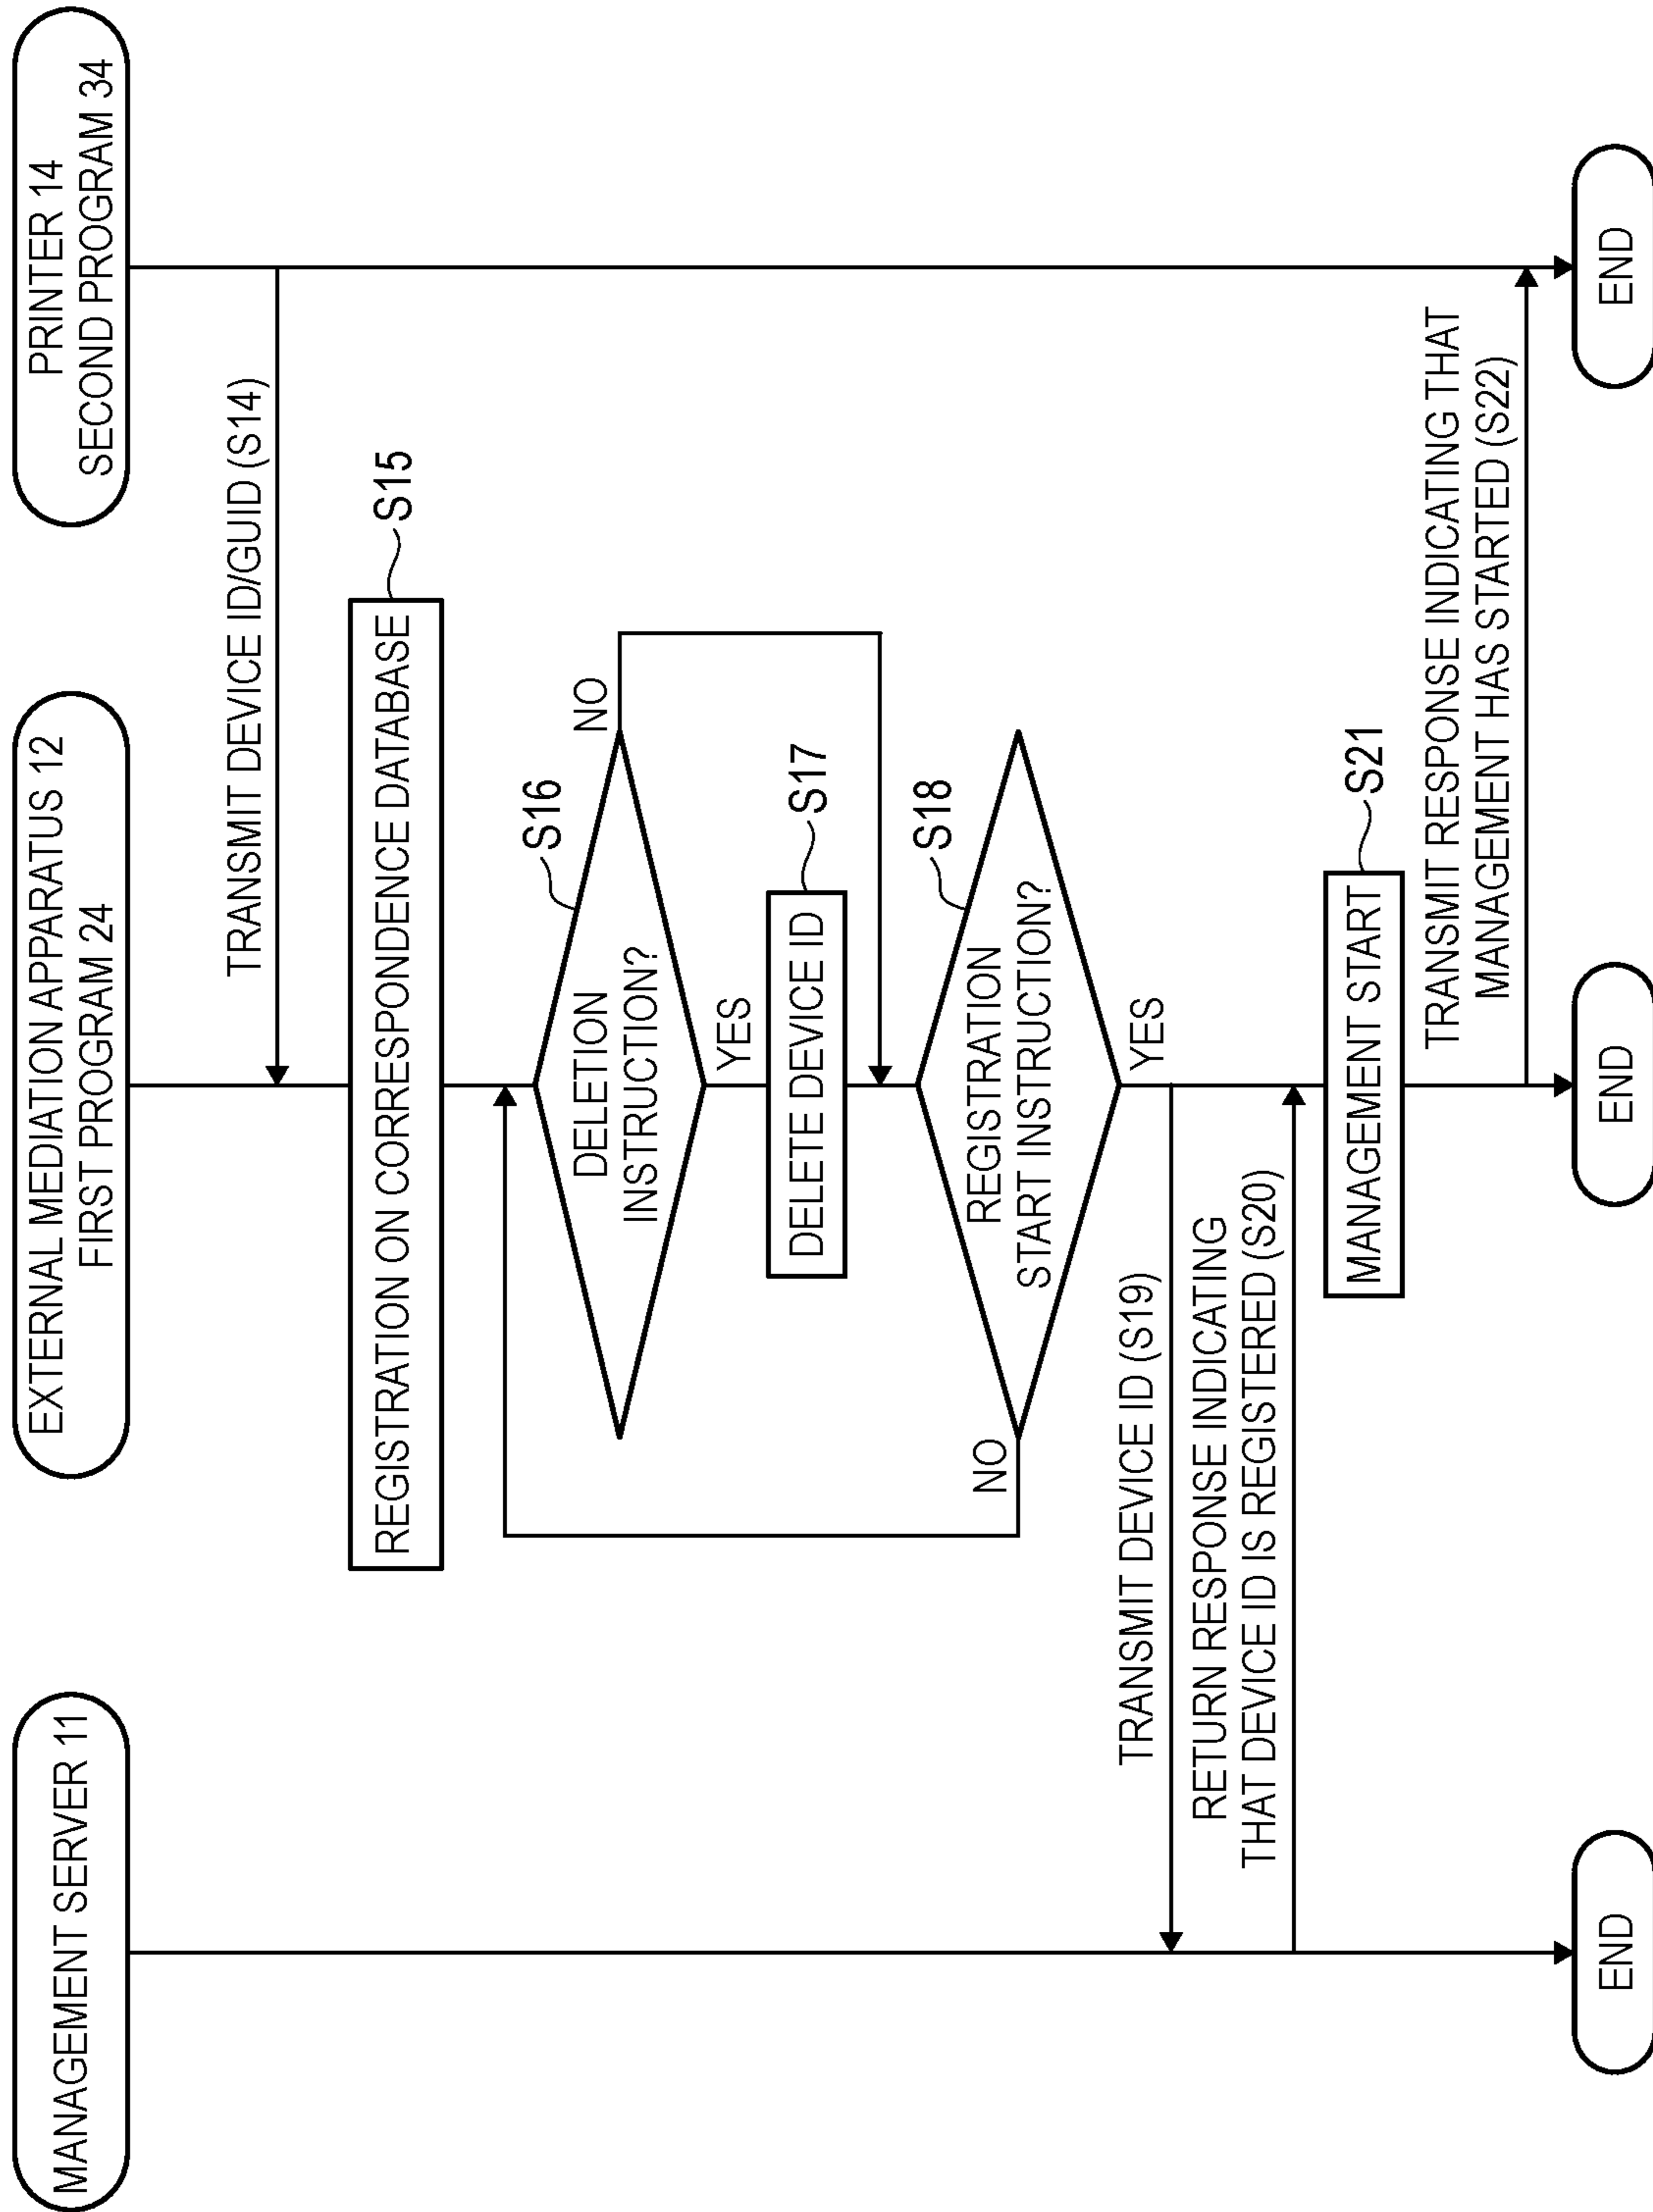 MANAGEMENT SERVER 11
EXTERNAL MEDIATION APPARATUS 12
FIRST PROGRAM 24
PRINTER 14
SECOND PROGRAM 34
TRANSMIT DEVICE ID/GUID (S14)
REGISTRATION ON CORRESPONDENCE DATABASE
S15
DELETION
INSTRUCTION?
S16
NO
YES
DELETE DEVICE ID
S17
REGISTRATION
START INSTRUCTION?
S18
NO
YES
TRANSMIT DEVICE ID (S19)
RETURN RESPONSE INDICATING
THAT DEVICE ID IS REGISTERED (S20)
MANAGEMENT START
S21
TRANSMIT RESPONSE INDICATING THAT
MANAGEMENT HAS STARTED (S22)
END
END
END